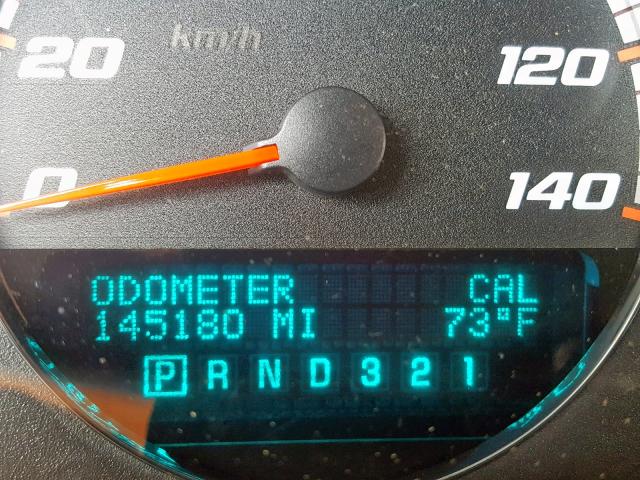 km/h
20 120
0 140
ODOMETER CAL
145180 MI 73°F
P R N D 3 2 1